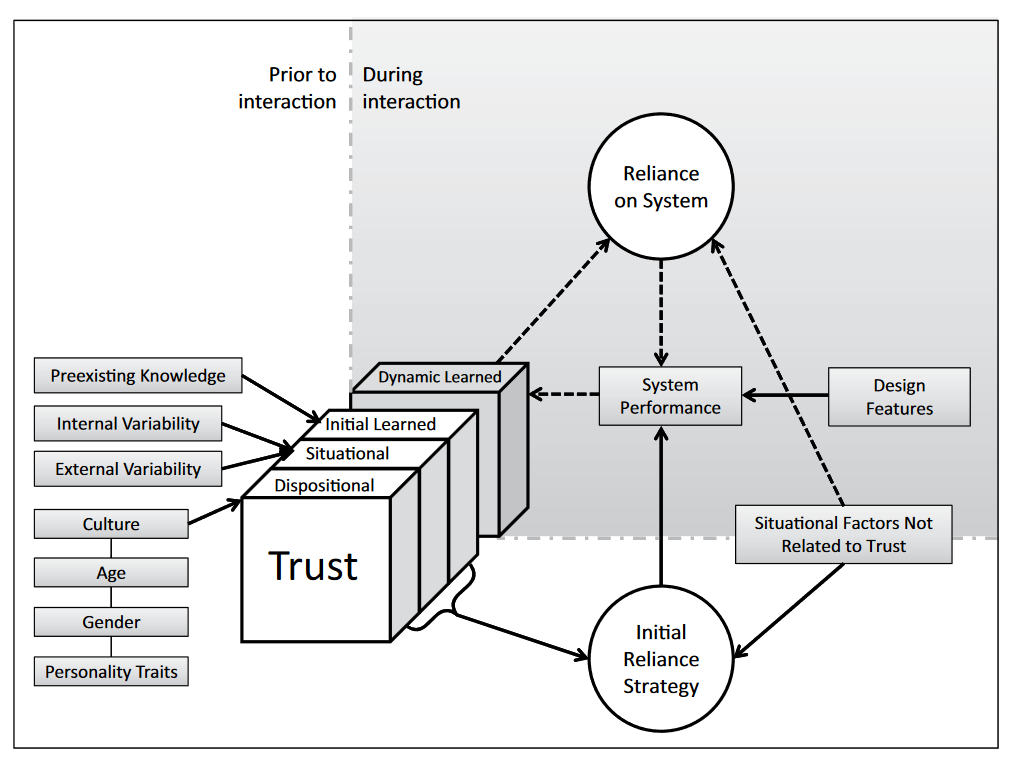 Prior to
interaction
During
interaction
Reliance
on System
Preexisting Knowledge
Internal Variability
External Variability
Culture
Age
Gender
Personality Traits
Dynamic Learned
Initial Learned
Situational
Dispositional
Trust
System
Performance
Design
Features
Situational Factors Not
Related to Trust
Initial
Reliance
Strategy